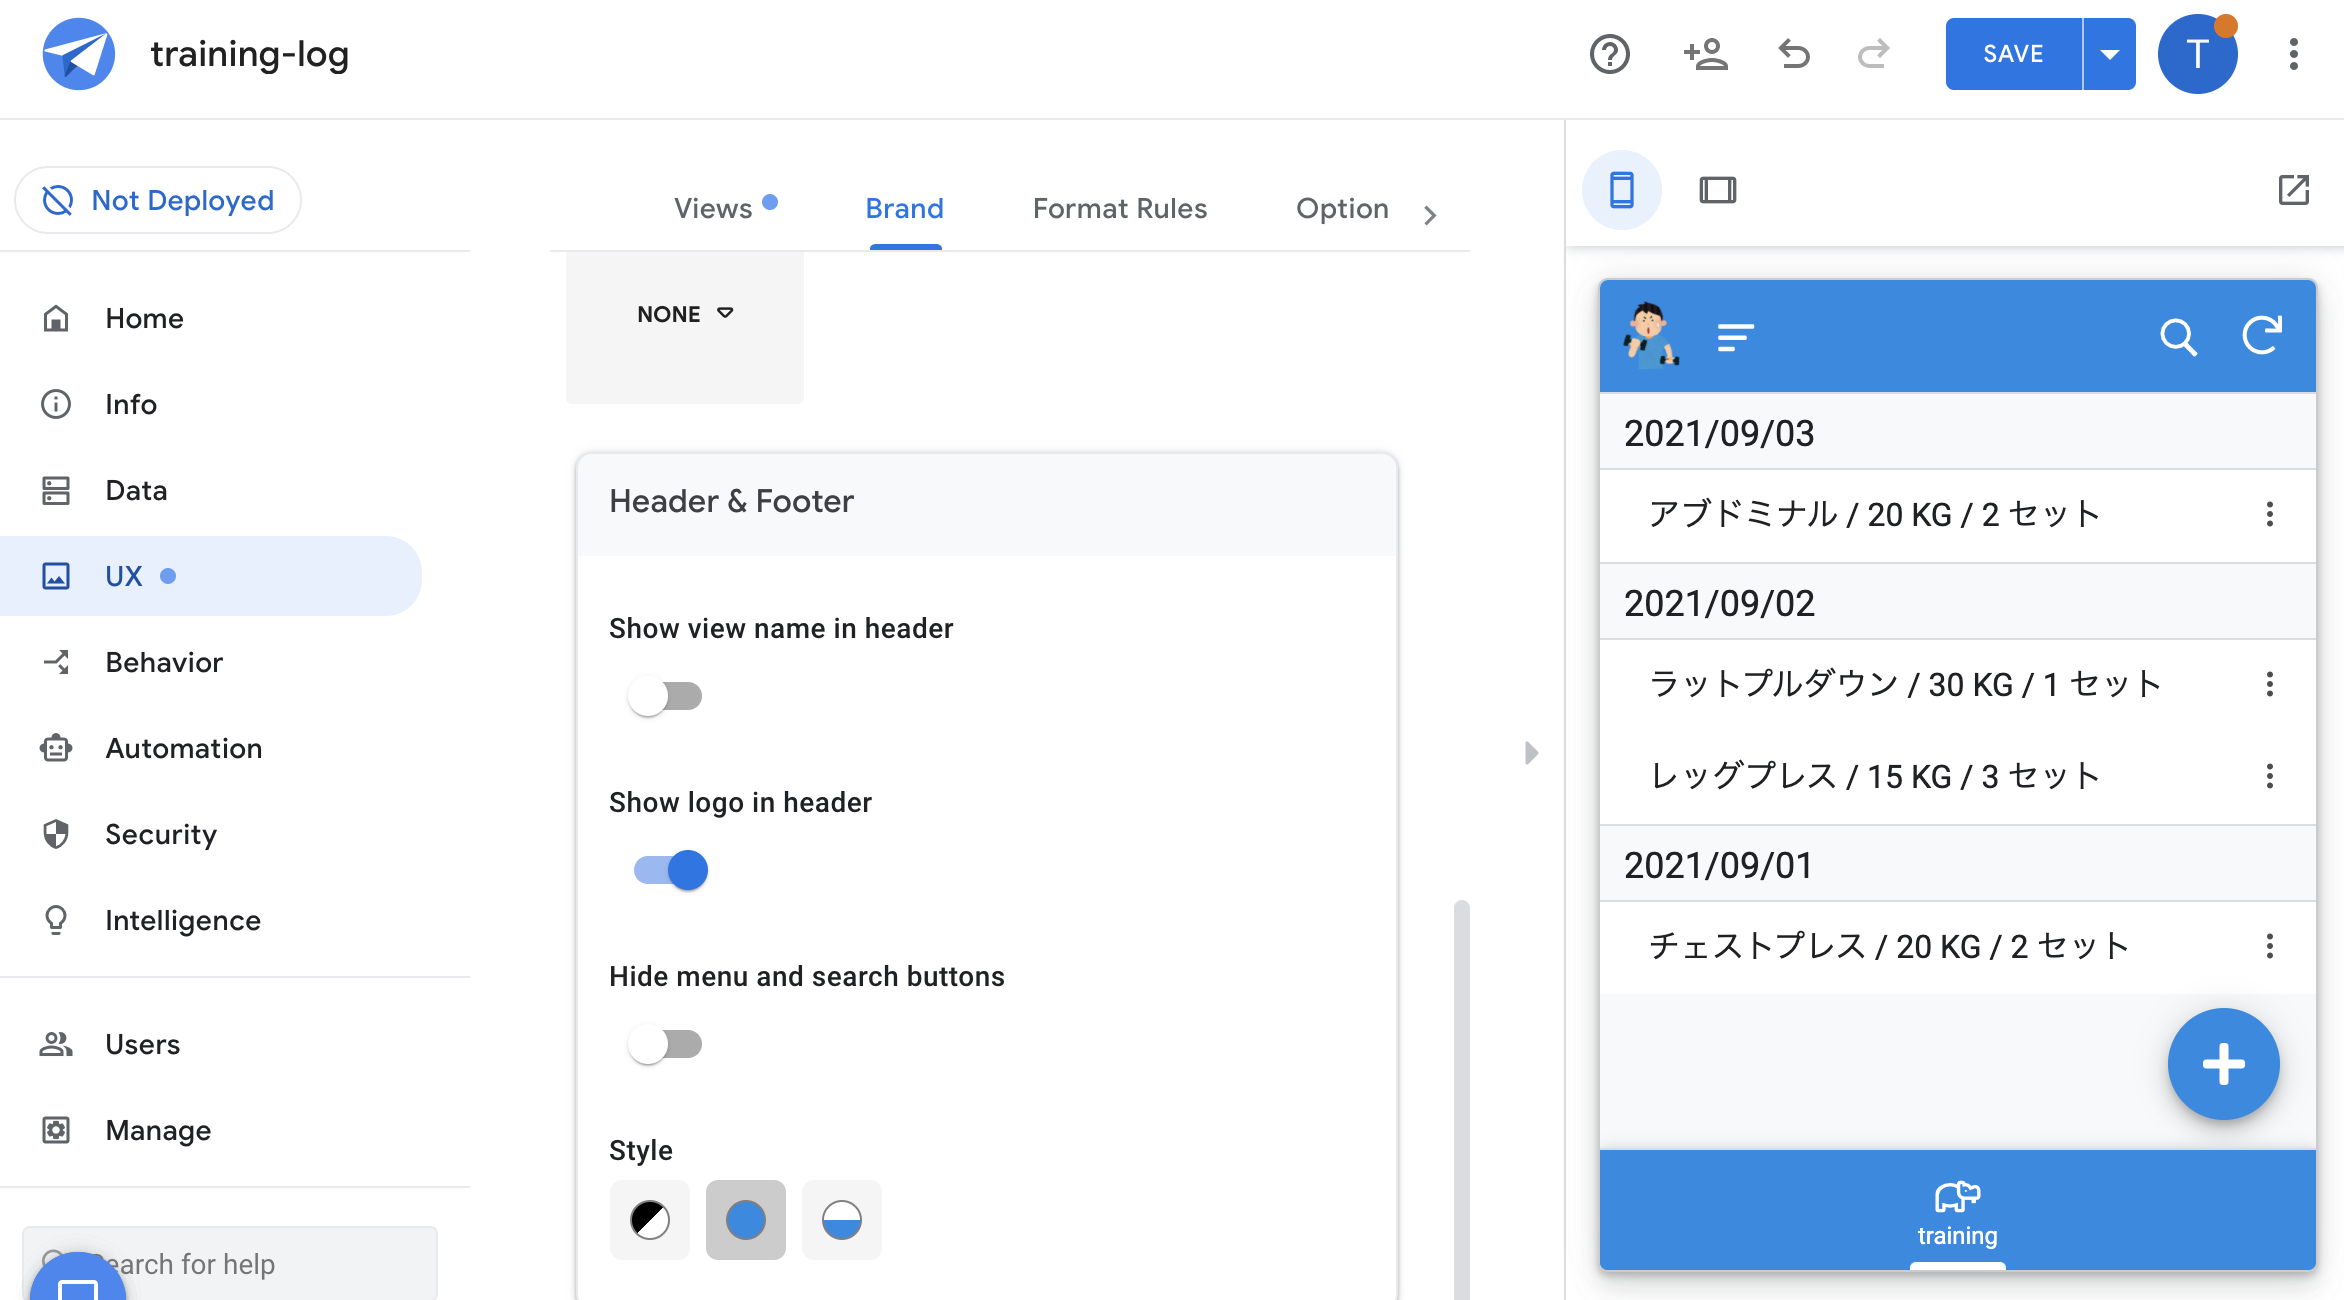 training-log
SAVE
T
Not Deployed
Home
Info
Data
UX
Behavior
Automation
Security
Intelligence
Users
Manage
earch for help
Views
Brand
Format Rules
Option
NONE
Header & Footer
Show view name in header
Show logo in header
Hide menu and search buttons
Style
2021/09/03
アブドミナル / 20 KG / 2 セット
2021/09/02
ラットプルダウン / 30 KG / 1 セット
レッグプレス / 15 KG / 3 セット
2021/09/01
チェストプレス / 20 KG / 2 セット
training